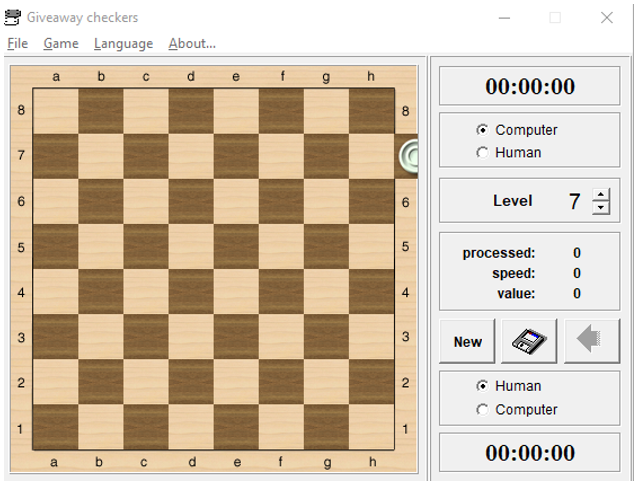 Giveaway checkers
File Game Language About...
a b c d e f g h
8 8
7
6 6
5 5
4 4
3 3
2 2
1 1
a b c d e f g h
00:00:00
Computer
Human
Level 7
processed: 0
speed: 0
value: 0
New
Human
Computer
00:00:00